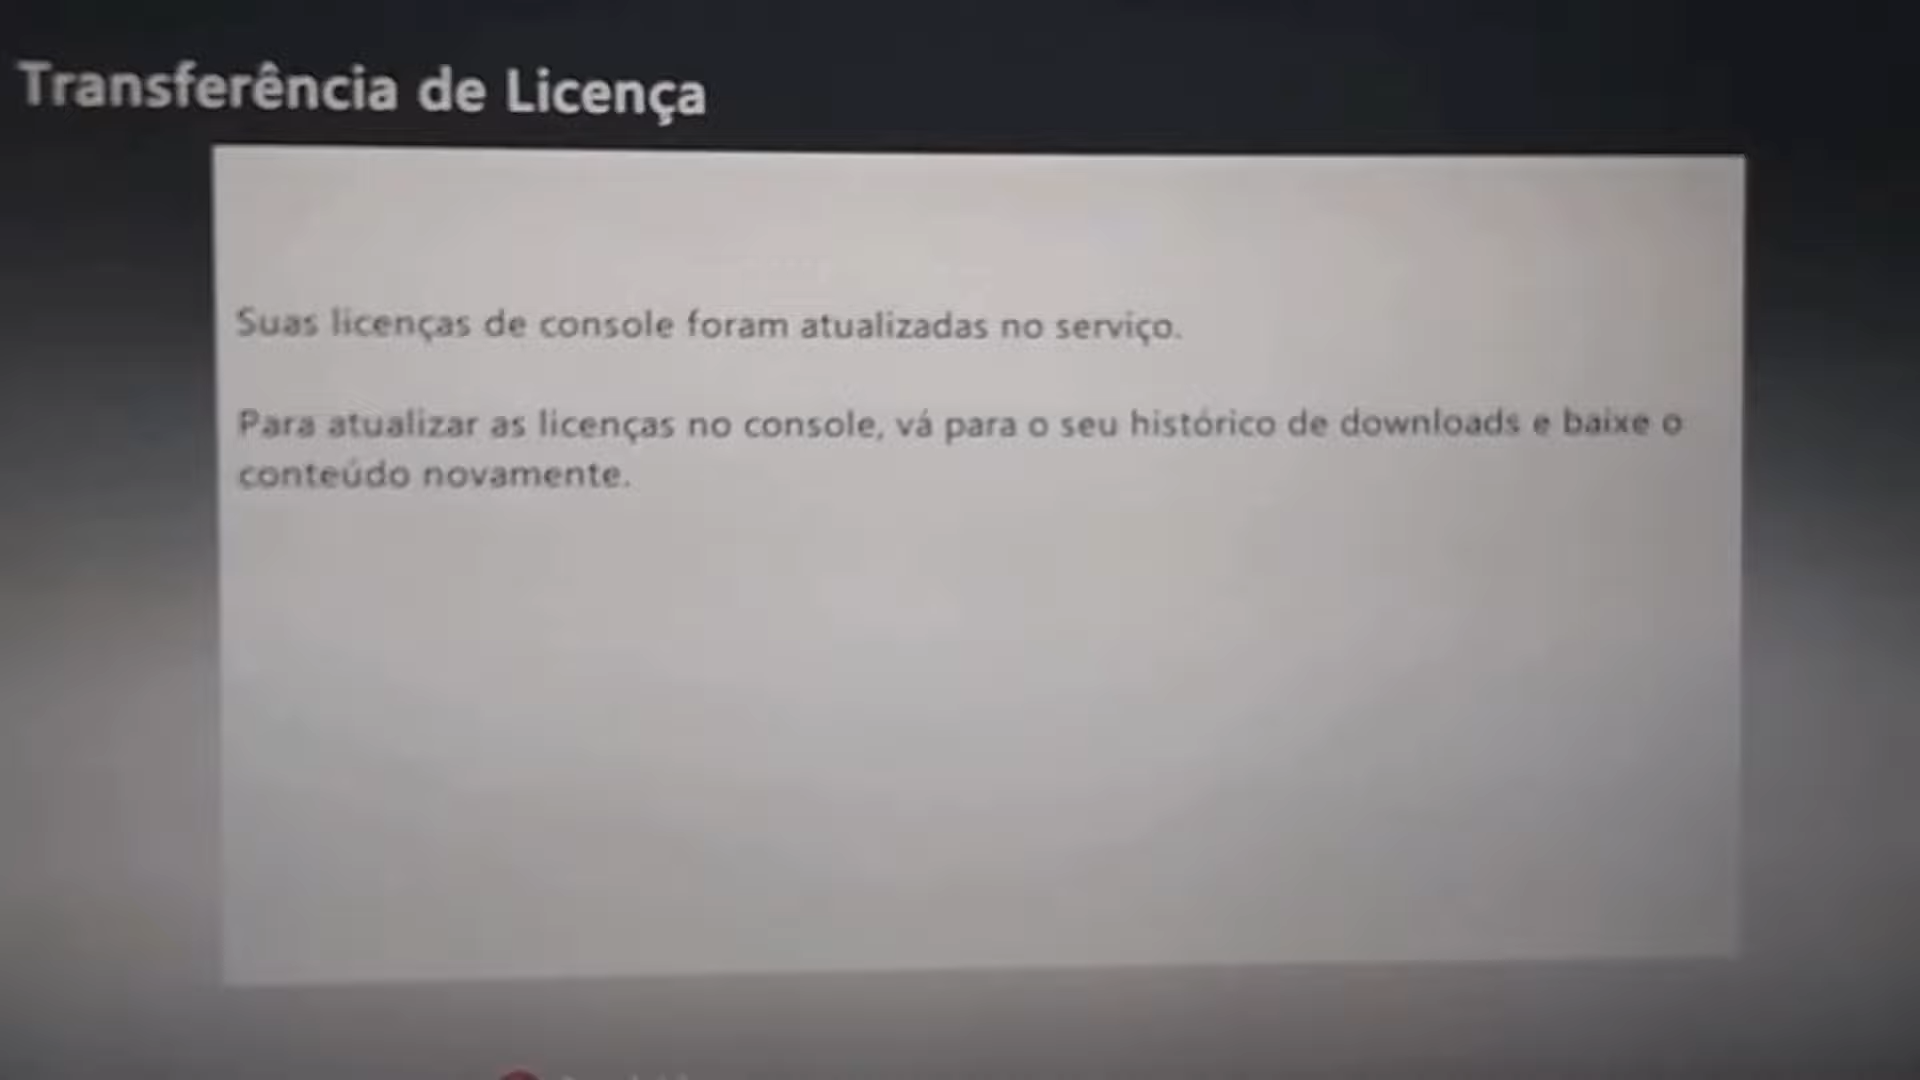 Transferência de Licença
Suas licenças de console foram atualizadas no serviço.
Para atualizar as licenças no console, vá para o seu histórico de downloads e baixe o
conteúdo novamente.